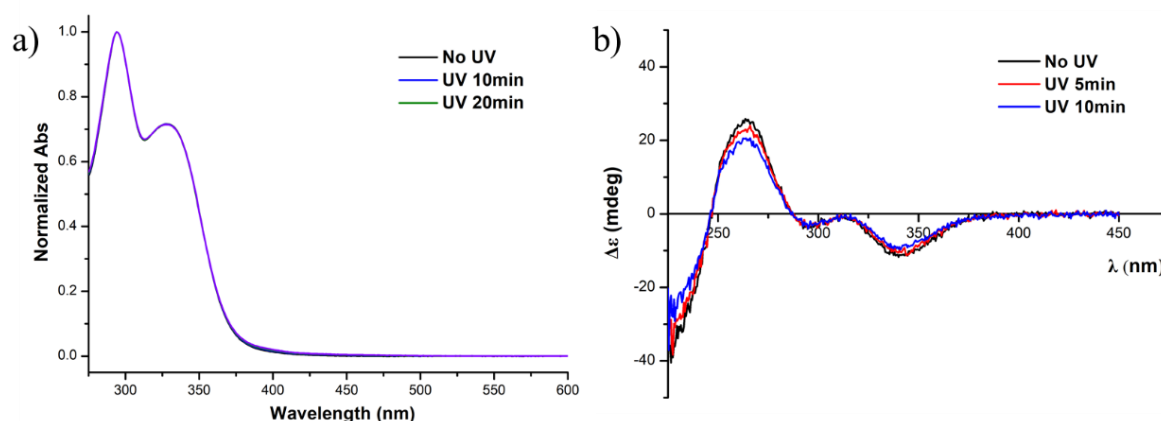 a)
1.0
0.8
0.6
0.4
0.2
0.0
Normalized Abs
No UV
UV 10min
UV 20min
300 350 400 450 500 550 600
Wavelength (nm)
b)
40
20
0
-20
-40
Δε (mdeg)
No UV
UV 5min
UV 10min
250 300 350 400 450
λ (nm)